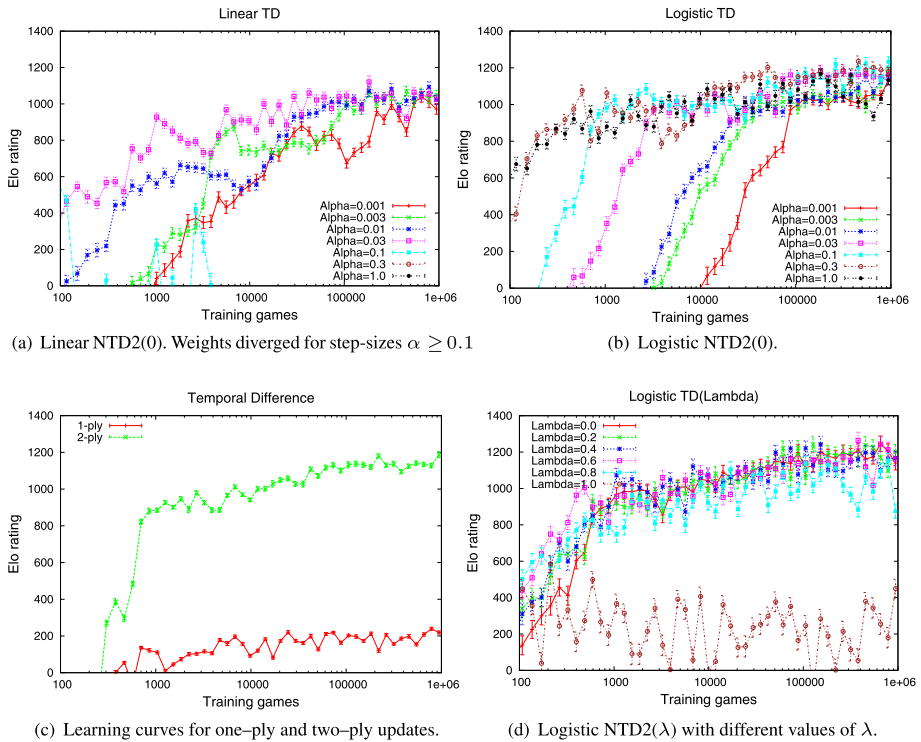 Linear TD
Elo rating
1400
1200
1000
800
600
400
200
0
100
1000
10000
100000
1e+06
Training games
Alpha=0.001
Alpha=0.003
Alpha=0.01
Alpha=0.03
Alpha=0.1
Alpha=0.3
Alpha=1.0
(a) Linear NTD2(0). Weights diverged for step-sizes α ≥ 0.1
Logistic TD
Elo rating
1400
1200
1000
800
600
400
200
0
100
1000
10000
100000
1e+06
Training games
Alpha=0.001
Alpha=0.003
Alpha=0.01
Alpha=0.03
Alpha=0.1
Alpha=0.3
Alpha=1.0
(b) Logistic NTD2(0).
Temporal Difference
Elo rating
1400
1200
1000
800
600
400
200
0
100
1000
10000
100000
1e+06
Training games
1-ply
2-ply
(c) Learning curves for one–ply and two–ply updates.
Logistic TD(Lambda)
Elo rating
1400
1200
1000
800
600
400
200
0
100
1000
10000
100000
1e+06
Training games
Lambda=0.0
Lambda=0.2
Lambda=0.4
Lambda=0.6
Lambda=0.8
Lambda=1.0
(d) Logistic NTD2(λ) with different values of λ.